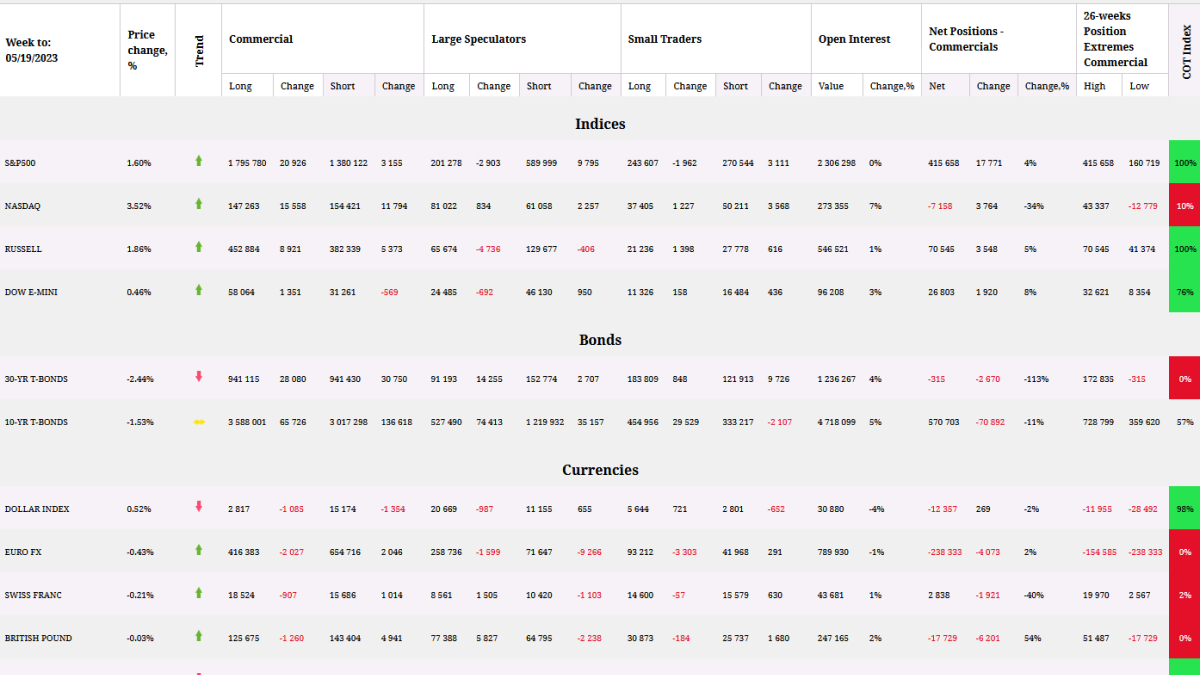 Week to:
05/19/2023
Price
change,
%
Trend
Commercial
Large Speculators
Small Traders
Open Interest
Net Positions -
Commercials
26-weeks
Position
Extremes
Commercial
COT Index
Long Change Short Change Long Change Short Change Long Change Short Change Value Change,% Net Change Change,% High Low
Indices
S&P500 1.60% 1 795 780 20 926 1 380 122 3 155 201 278 -2 903 589 999 9 795 243 607 -1 962 270 544 3 111 2 306 298 0% 415 658 17 771 4% 415 658 160 719 100%
NASDAQ 3.52% 147 263 15 558 154 421 11 794 81 022 834 61 058 2 257 37 405 1 227 50 211 3 568 273 355 7% -7 158 3 764 -34% 43 337 -12 779 10%
RUSSELL 1.86% 452 884 8 921 382 339 5 373 65 674 -4 736 129 677 -406 21 236 1 398 27 778 616 546 521 1% 70 545 3 548 5% 70 545 41 374 100%
DOW E-MINI 0.46% 58 064 1 351 31 261 -569 24 485 -692 46 130 950 11 326 158 16 484 436 96 208 3% 26 803 1 920 8% 32 621 8 354 76%
Bonds
30-YR T-BONDS -2.44% 941 115 28 080 941 430 30 750 91 193 14 255 152 774 2 707 183 809 848 121 913 9 726 1 236 267 4% -315 -2 670 -113% 172 835 -315 0%
10-YR T-BONDS -1.53% 3 588 001 65 726 3 017 298 136 618 527 490 74 413 1 219 932 35 157 454 956 29 529 333 217 -2 107 4 718 099 5% 570 703 -70 892 -11% 728 799 359 620 57%
Currencies
DOLLAR INDEX 0.52% 2 817 -1 085 15 174 -1 354 20 669 -987 11 155 655 5 644 721 2 801 -652 30 880 -4% -12 357 269 -2% -11 955 -28 492 98%
EURO FX -0.43% 416 383 -2 027 654 716 2 046 258 736 -1 599 71 647 -9 266 93 212 -3 303 41 968 291 789 930 -1% -238 333 -4 073 2% -154 585 -238 333 0%
SWISS FRANC -0.21% 18 524 -907 15 686 1 014 8 561 1 505 10 420 -1 103 14 600 -57 15 579 630 43 681 1% 2 838 -1 921 -40% 19 970 2 567 2%
BRITISH POUND -0.03% 125 675 -1 260 143 404 4 941 77 388 5 827 64 795 -2 238 30 873 -184 25 737 1 680 247 165 2% -17 729 -6 201 54% 51 487 -17 729 0%